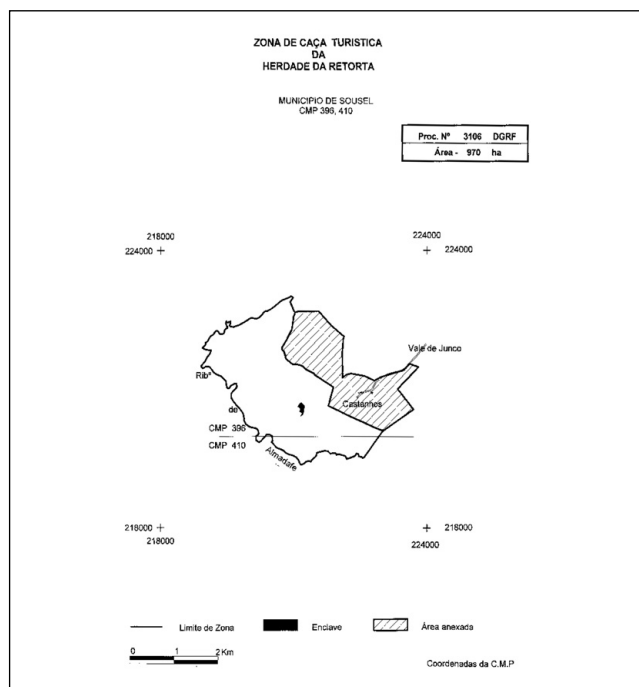 ZONA DE CAÇA TURISTICA
DA
HERDADE DA RETORTA
MUNICIPIO DE SOUSEL
CMP 396, 410
Proc. Nº 3106 DGRF
Área - 970 ha
218000
224000
224000
224000
Vale de Junco
Ribª
Castanhos
de
CMP 396
CMP 410
Almadafe
218000
218000
218000
224000
Limite de Zona
Enclave
Área anexada
0 1 2 Km
Coordenadas da C.M.P